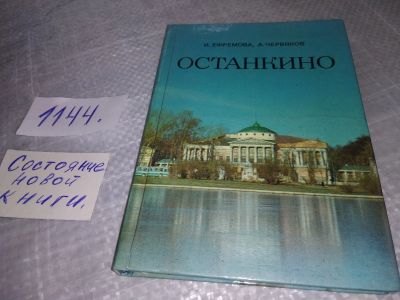 И. ЕФРЕМОВА, А. ЧЕРВЯКОВ
ОСТАНКИНО
1144.
Состояние
новой
книги.